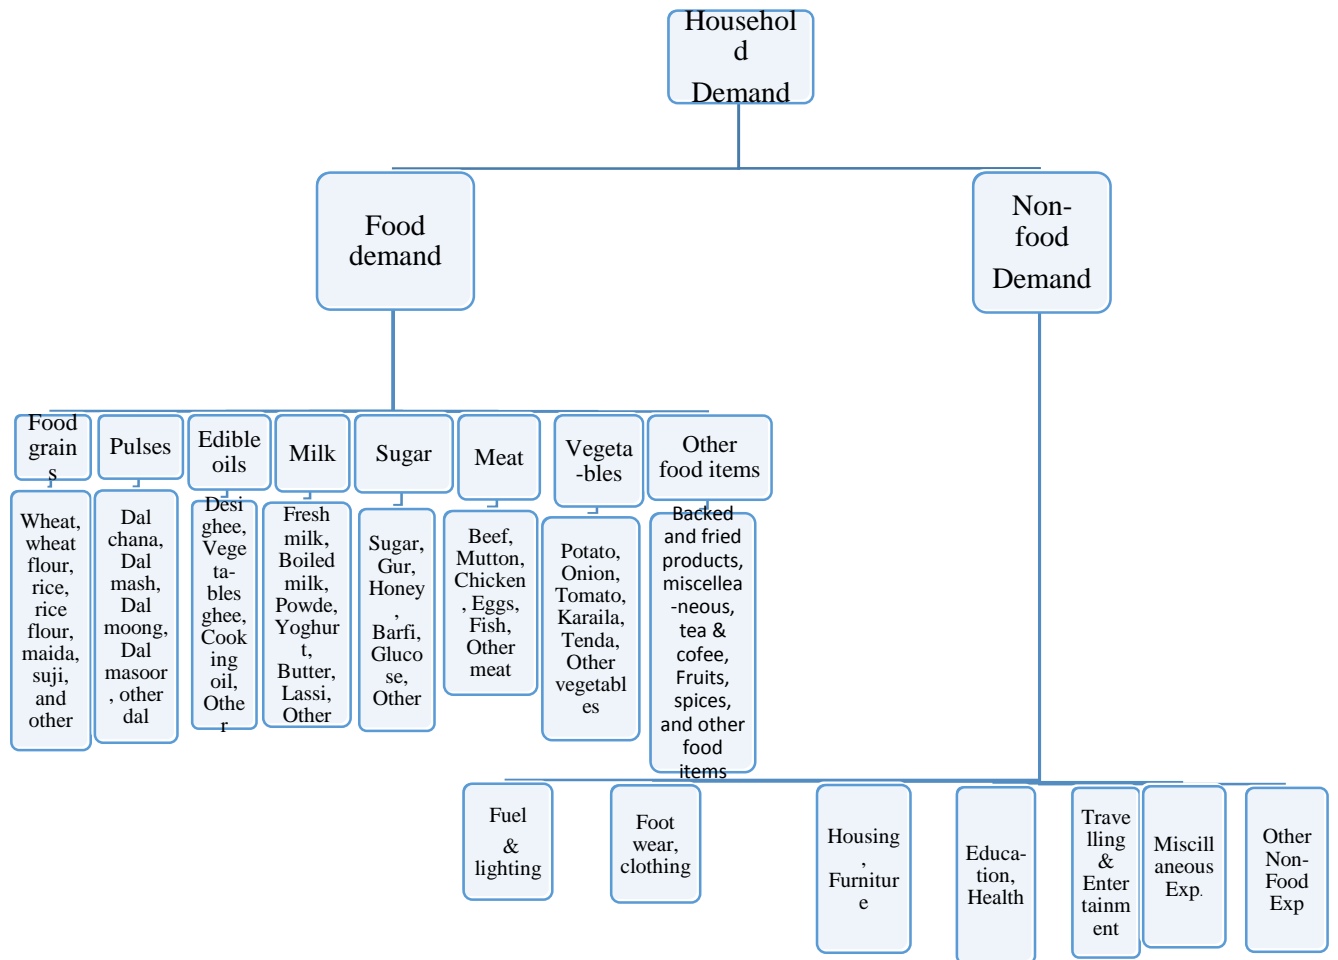 Househol
d
Demand
Food
demand
Non-
food
Demand
Food
grain
s
Pulses
Edible
oils
Milk
Sugar
Meat
Vegeta
-bles
Other
food items
Wheat,
wheat
flour,
rice,
rice
flour,
maida,
suji,
and
other
Dal
chana,
Dal
mash,
Dal
moong,
Dal
masoor
, other
dal
Desi
ghee,
Vege
ta-
bles
ghee,
Cook
ing
oil,
Othe
r
Fresh
milk,
Boiled
milk,
Powde,
Yoghur
t,
Butter,
Lassi,
Other
Sugar,
Gur,
Honey
,
Barfi,
Gluco
se,
Other
Beef,
Mutton,
Chicken
, Eggs,
Fish,
Other
meat
Potato,
Onion,
Tomato,
Karaila,
Tenda,
Other
vegetabl
es
Backed
and fried
products,
miscellea
-neous,
tea &
cofee,
Fruits,
spices,
and other
food
items
Fuel
&
lighting
Foot
wear,
clothing
Housing
,
Furnitur
e
Educa-
tion,
Health
Trave
lling
&
Enter
tainm
ent
Miscill
aneous
Exp.
Other
Non-
Food
Exp